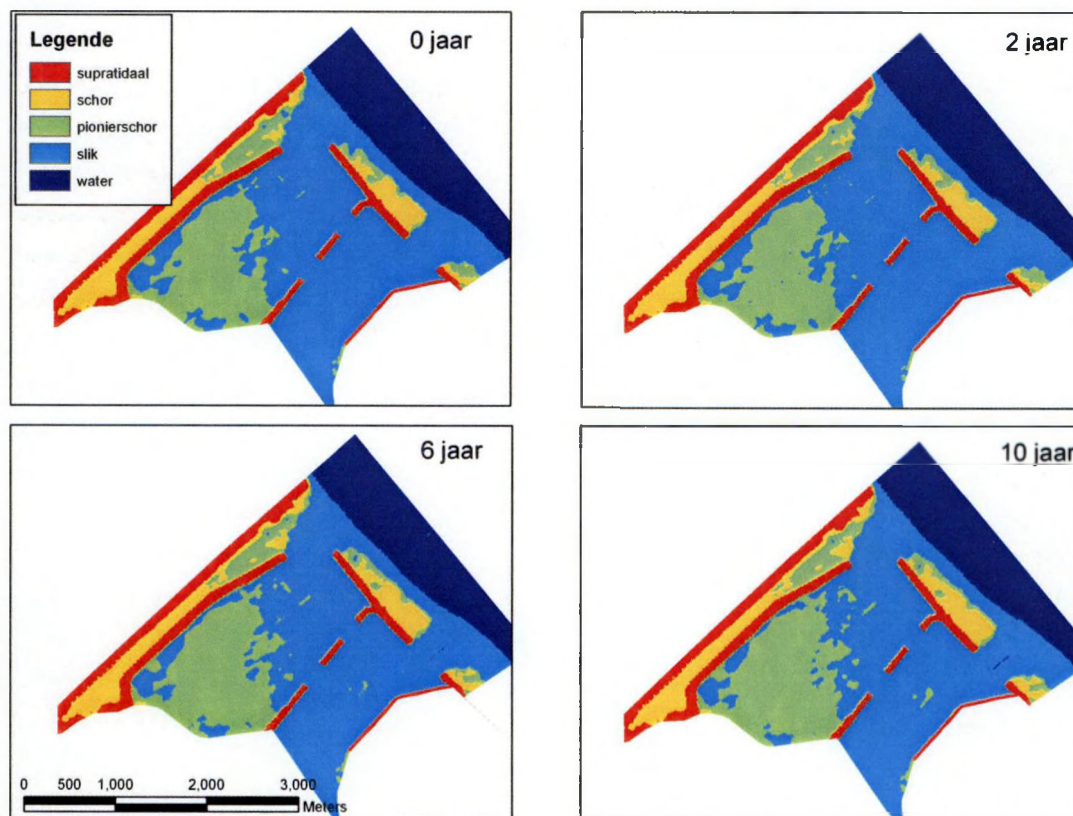 Legende
supratidaal
schor
pionierschor
slik
water
0 jaar
2 jaar
6 jaar
10 jaar
0 500 1,000 2,000 3,000
Meters